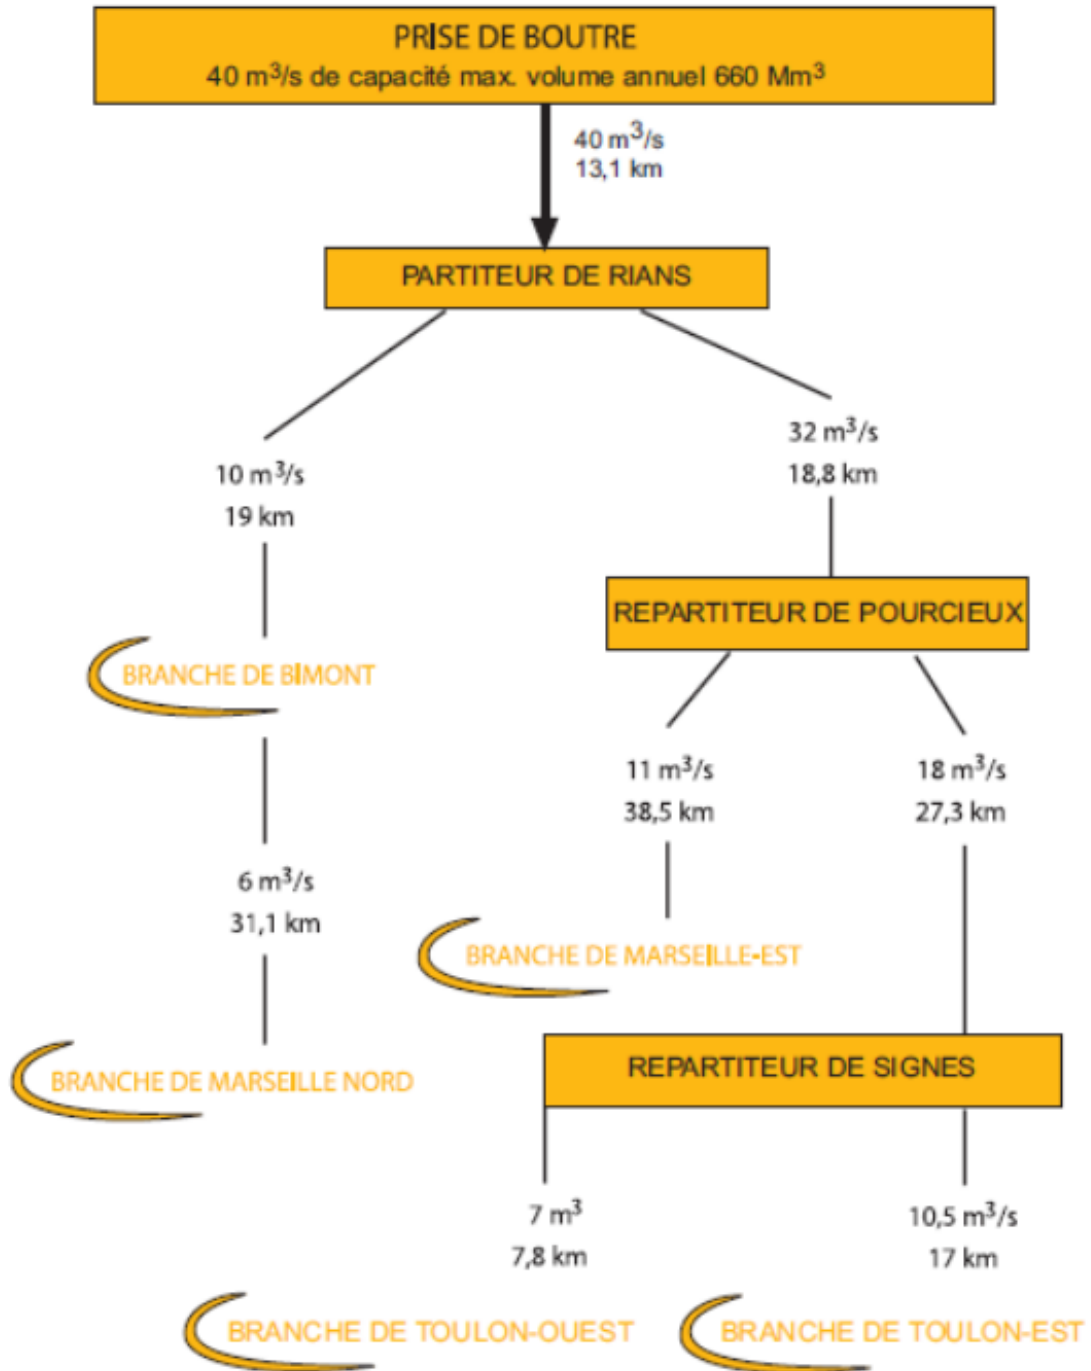 PRISE DE BOUTRE
40 m³/s de capacité max. volume annuel 660 Mm³
40 m³/s
13,1 km
PARTITEUR DE RIANS
10 m³/s
19 km
32 m³/s
18,8 km
REPARTITEUR DE POURCIEUX
BRANCHE DE BIMONT
11 m³/s
38,5 km
18 m³/s
27,3 km
6 m³/s
31,1 km
BRANCHE DE MARSEILLE-EST
BRANCHE DE MARSEILLE NORD
REPARTITEUR DE SIGNES
7 m³
7,8 km
10,5 m³/s
17 km
BRANCHE DE TOULON-OUEST
BRANCHE DE TOULON-EST